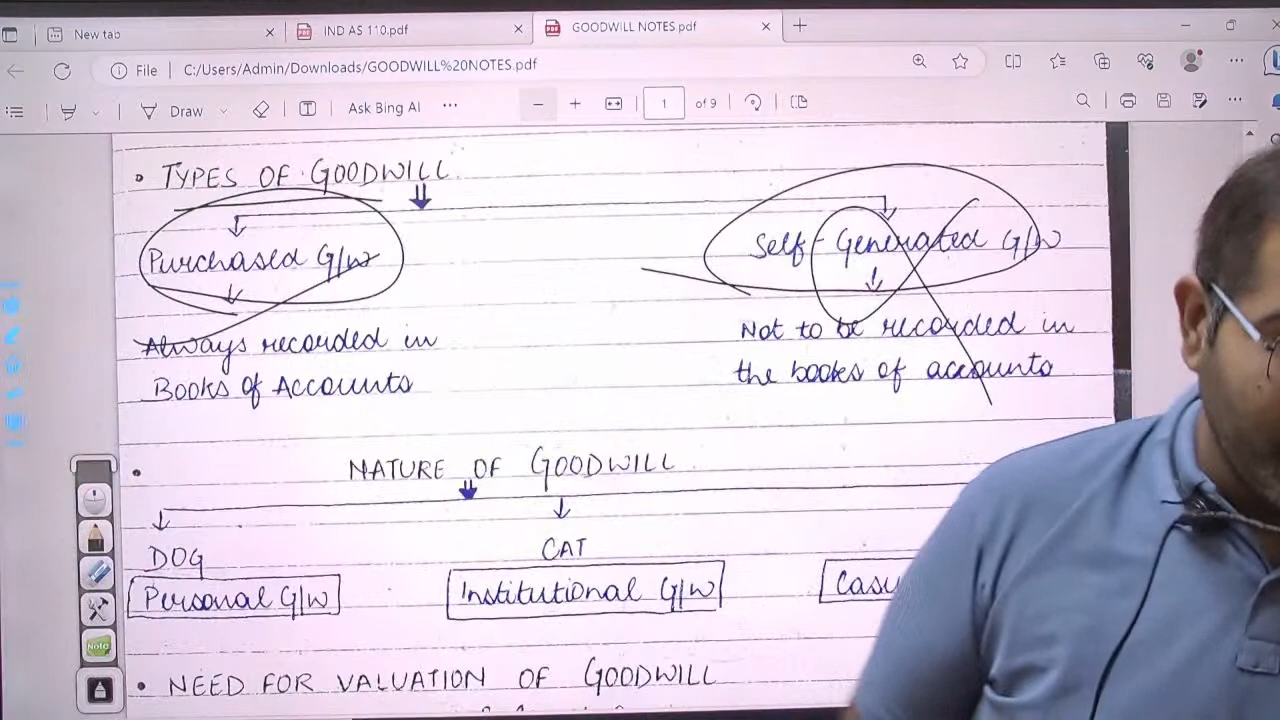 New tab
IND AS 110.pdf
GOODWILL NOTES.pdf
File
C:/Users/Admin/Downloads/GOODWILL%20NOTES.pdf
Draw
Ask Bing AI
1
of 9
• TYPES OF GOODWILL
Purchased G/w
Self-Generated G/W
Always recorded in
Books of Accounts
Not to be recorded in
the books of accounts
• NATURE OF GOODWILL
DOG
CAT
Personal G/W
Institutional G/W
Note
• NEED FOR VALUATION OF GOODWILL